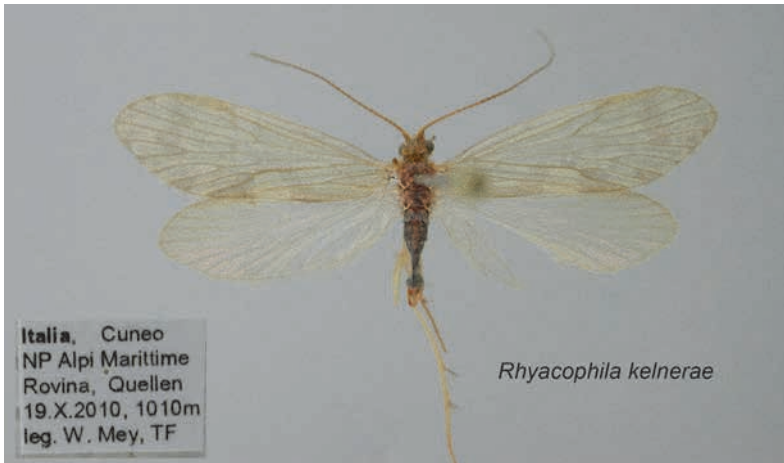 Italia, Cuneo
NP Alpi Marittime
Rovina, Quellen
19.X.2010, 1010m
leg. W. Mey, TF
Rhyacophila kelnerae